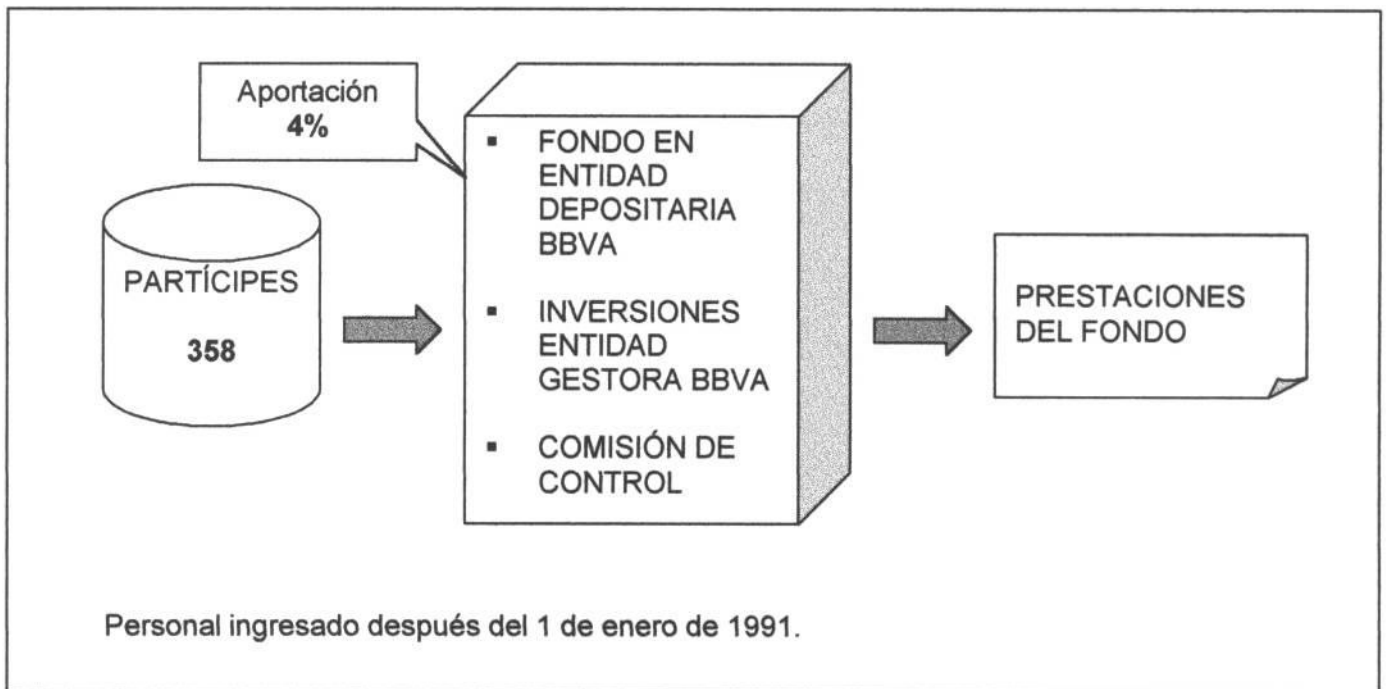 Aportación
4%
PARTÍCIPES
358
▪ FONDO EN
ENTIDAD
DEPOSITARIA
BBVA
▪ INVERSIONES
ENTIDAD
GESTORA BBVA
▪ COMISIÓN DE
CONTROL
PRESTACIONES
DEL FONDO
Personal ingresado después del 1 de enero de 1991.